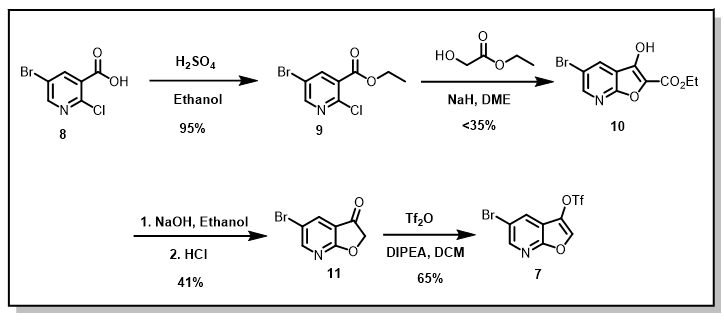 Br
O
OH
N
Cl
8
H₂SO₄
Ethanol
95%
Br
O
O
N
Cl
9
HO
O
O
NaH, DME
<35%
Br
OH
CO₂Et
N
O
10
1. NaOH, Ethanol
2. HCl
41%
Br
O
N
O
11
Tf₂O
DIPEA, DCM
65%
OTf
Br
N
O
7